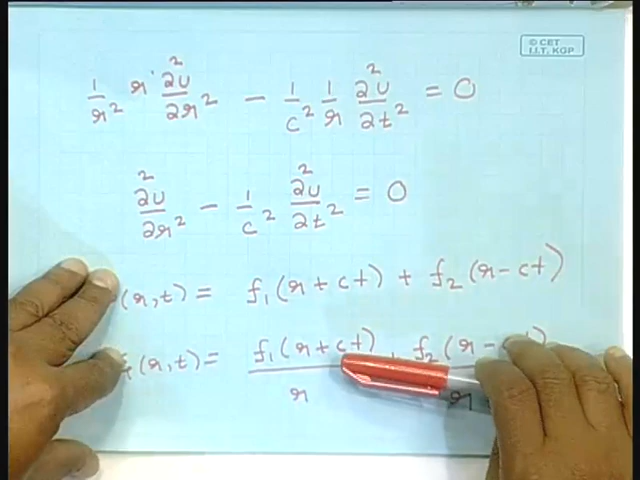 © CET
I.I.T. KGP
1/r² r ∂²U/∂r² − 1/c² 1/r ∂²U/∂t² = 0
∂²U/∂r² − 1/c² ∂²U/∂t² = 0
(r,t) = f₁(r+ct) + f₂(r−ct)
(r,t) = f₁(r+ct)/r + f₂(r−